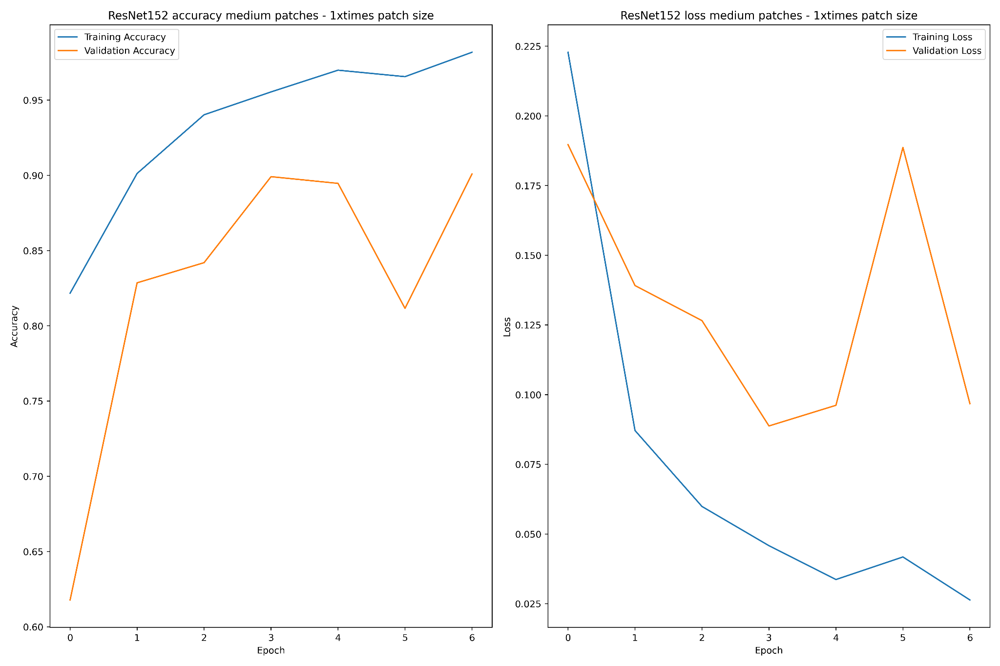 ResNet152 accuracy medium patches - 1xtimes patch size
Training Accuracy
Validation Accuracy
0.95
0.90
0.85
0.80
0.75
0.70
0.65
0.60
Accuracy
0 1 2 3 4 5 6
Epoch
ResNet152 loss medium patches - 1xtimes patch size
Training Loss
Validation Loss
0.225
0.200
0.175
0.150
0.125
0.100
0.075
0.050
0.025
Loss
0 1 2 3 4 5 6
Epoch